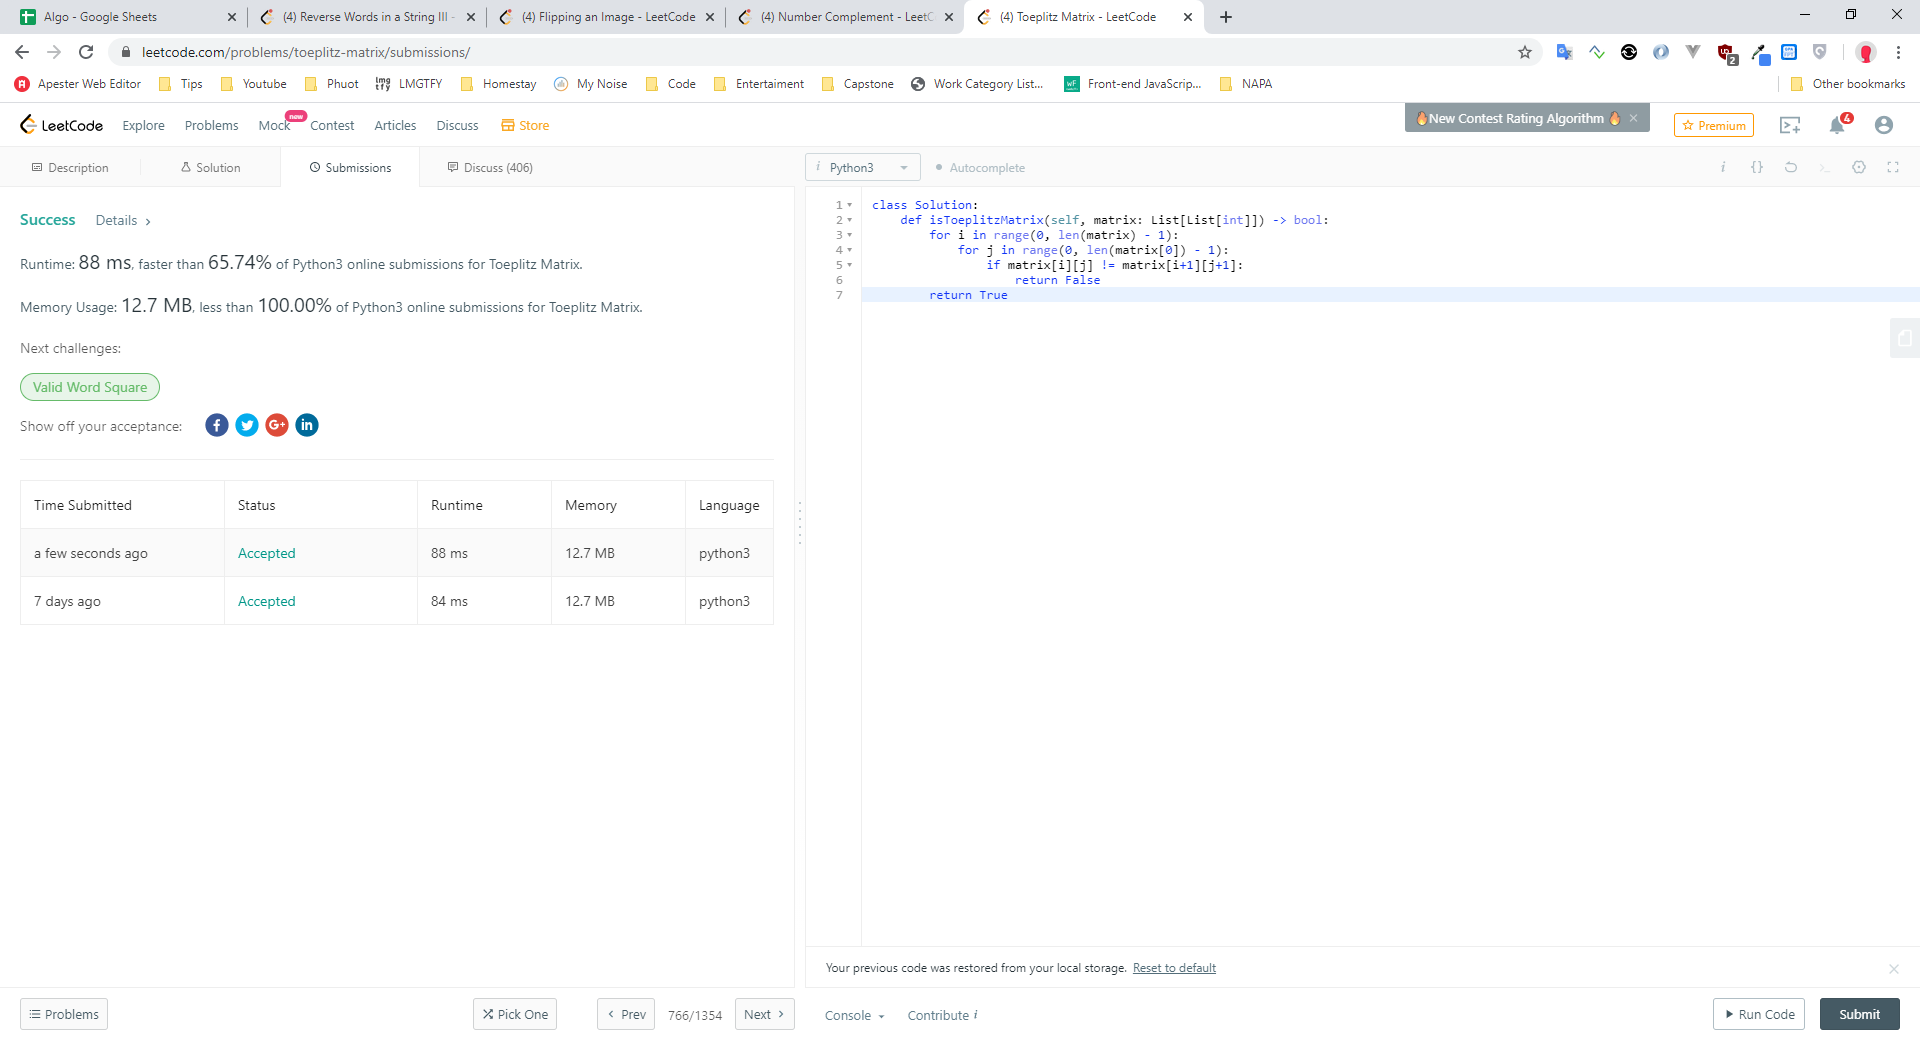 Algo - Google Sheets
(4) Reverse Words in a String III -
(4) Flipping an Image - LeetCode
(4) Number Complement - LeetC
(4) Toeplitz Matrix - LeetCode
leetcode.com/problems/toeplitz-matrix/submissions/
2
Apester Web Editor
Tips
Youtube
Phuot
LMGTFY
Homestay
My Noise
Code
Entertaiment
Capstone
Work Category List...
Front-end JavaScrip...
NAPA
Other bookmarks
LeetCode
Explore
Problems
Mock
new
Contest
Articles
Discuss
Store
🔥New Contest Rating Algorithm 🔥
Premium
4
Description
Solution
Submissions
Discuss (406)
i Python3
Autocomplete
Success
Details
Runtime: 88 ms, faster than 65.74% of Python3 online submissions for Toeplitz Matrix.
Memory Usage: 12.7 MB, less than 100.00% of Python3 online submissions for Toeplitz Matrix.
Next challenges:
Valid Word Square
Show off your acceptance:
Time Submitted Status Runtime Memory Language
a few seconds ago Accepted 88 ms 12.7 MB python3
7 days ago Accepted 84 ms 12.7 MB python3
1 class Solution:
2 def isToeplitzMatrix(self, matrix: List[List[int]]) -> bool:
3 for i in range(0, len(matrix) - 1):
4 for j in range(0, len(matrix[0]) - 1):
5 if matrix[i][j] != matrix[i+1][j+1]:
6 return False
7 return True
Your previous code was restored from your local storage. Reset to default
Problems
Pick One
Prev
766/1354
Next
Console
Contribute i
Run Code
Submit